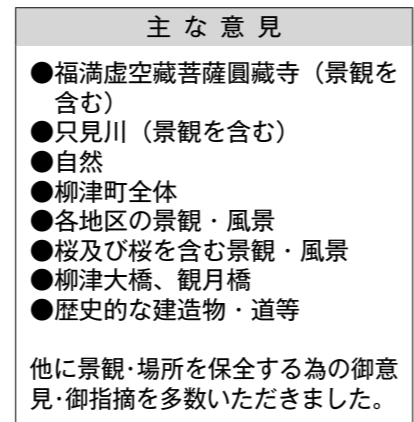 主な意見
●福満虚空藏菩薩圓藏寺（景観を
含む）
●只見川（景観を含む）
●自然
●柳津町全体
●各地区の景観・風景
●桜及び桜を含む景観・風景
●柳津大橋、観月橋
●歴史的な建造物・道等
他に景観･場所を保全する為の御意
見･御指摘を多数いただきました。